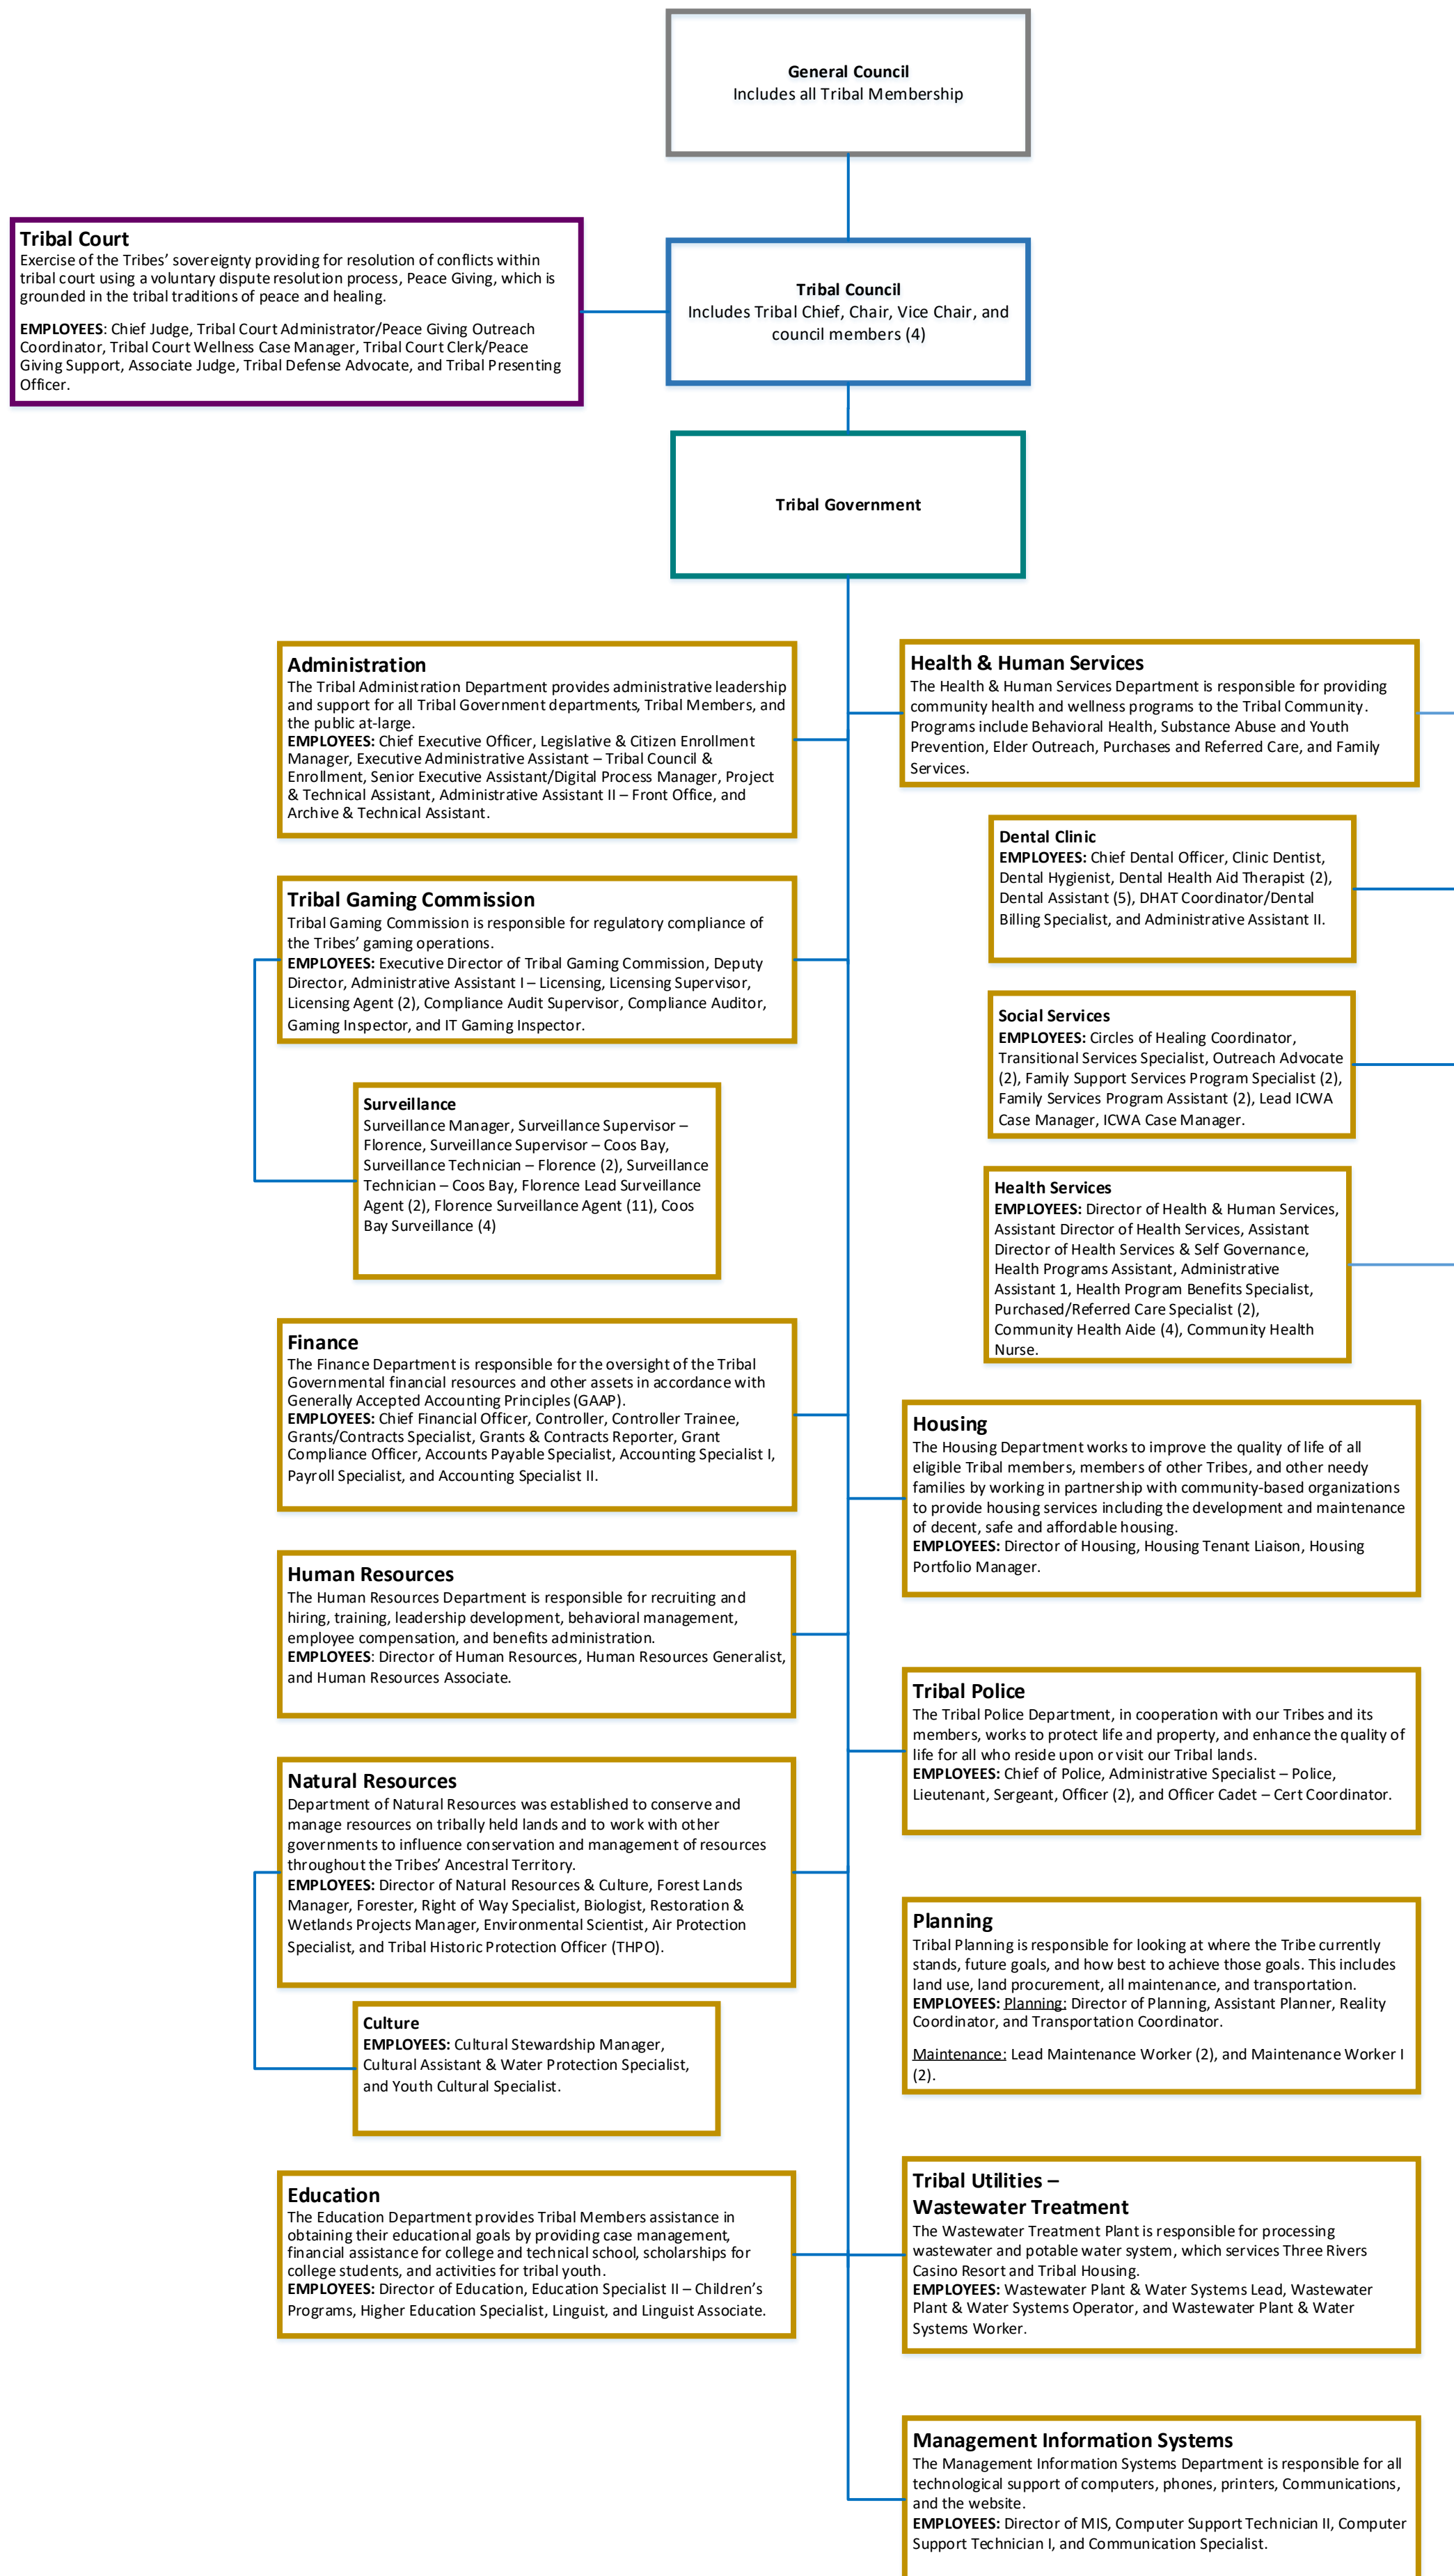 General Council
Includes all Tribal Membership
Tribal Court
Exercise of the Tribes' sovereignty providing for resolution of conflicts within
tribal court using a voluntary dispute resolution process, Peace Giving, which is
grounded in the tribal traditions of peace and healing.
EMPLOYEES: Chief Judge, Tribal Court Administrator/Peace Giving Outreach
Coordinator, Tribal Court Wellness Case Manager, Tribal Court Clerk/Peace
Giving Support, Associate Judge, Tribal Defense Advocate, and Tribal Presenting
Officer.
Tribal Council
Includes Tribal Chief, Chair, Vice Chair, and
council members (4)
Tribal Government
Administration
The Tribal Administration Department provides administrative leadership
and support for all Tribal Government departments, Tribal Members, and
the public at-large.
EMPLOYEES: Chief Executive Officer, Legislative & Citizen Enrollment
Manager, Executive Administrative Assistant – Tribal Council &
Enrollment, Senior Executive Assistant/Digital Process Manager, Project
& Technical Assistant, Administrative Assistant II – Front Office, and
Archive & Technical Assistant.
Tribal Gaming Commission
Tribal Gaming Commission is responsible for regulatory compliance of
the Tribes' gaming operations.
EMPLOYEES: Executive Director of Tribal Gaming Commission, Deputy
Director, Administrative Assistant I – Licensing, Licensing Supervisor,
Licensing Agent (2), Compliance Audit Supervisor, Compliance Auditor,
Gaming Inspector, and IT Gaming Inspector.
Surveillance
Surveillance Manager, Surveillance Supervisor –
Florence, Surveillance Supervisor – Coos Bay,
Surveillance Technician – Florence (2), Surveillance
Technician – Coos Bay, Florence Lead Surveillance
Agent (2), Florence Surveillance Agent (11), Coos
Bay Surveillance (4)
Finance
The Finance Department is responsible for the oversight of the Tribal
Governmental financial resources and other assets in accordance with
Generally Accepted Accounting Principles (GAAP).
EMPLOYEES: Chief Financial Officer, Controller, Controller Trainee,
Grants/Contracts Specialist, Grants & Contracts Reporter, Grant
Compliance Officer, Accounts Payable Specialist, Accounting Specialist I,
Payroll Specialist, and Accounting Specialist II.
Human Resources
The Human Resources Department is responsible for recruiting and
hiring, training, leadership development, behavioral management,
employee compensation, and benefits administration.
EMPLOYEES: Director of Human Resources, Human Resources Generalist,
and Human Resources Associate.
Natural Resources
Department of Natural Resources was established to conserve and
manage resources on tribally held lands and to work with other
governments to influence conservation and management of resources
throughout the Tribes' Ancestral Territory.
EMPLOYEES: Director of Natural Resources & Culture, Forest Lands
Manager, Forester, Right of Way Specialist, Biologist, Restoration &
Wetlands Projects Manager, Environmental Scientist, Air Protection
Specialist, and Tribal Historic Protection Officer (THPO).
Culture
EMPLOYEES: Cultural Stewardship Manager,
Cultural Assistant & Water Protection Specialist,
and Youth Cultural Specialist.
Education
The Education Department provides Tribal Members assistance in
obtaining their educational goals by providing case management,
financial assistance for college and technical school, scholarships for
college students, and activities for tribal youth.
EMPLOYEES: Director of Education, Education Specialist II – Children's
Programs, Higher Education Specialist, Linguist, and Linguist Associate.
Health & Human Services
The Health & Human Services Department is responsible for providing
community health and wellness programs to the Tribal Community.
Programs include Behavioral Health, Substance Abuse and Youth
Prevention, Elder Outreach, Purchases and Referred Care, and Family
Services.
Dental Clinic
EMPLOYEES: Chief Dental Officer, Clinic Dentist,
Dental Hygienist, Dental Health Aid Therapist (2),
Dental Assistant (5), DHAT Coordinator/Dental
Billing Specialist, and Administrative Assistant II.
Social Services
EMPLOYEES: Circles of Healing Coordinator,
Transitional Services Specialist, Outreach Advocate
(2), Family Support Services Program Specialist (2),
Family Services Program Assistant (2), Lead ICWA
Case Manager, ICWA Case Manager.
Health Services
EMPLOYEES: Director of Health & Human Services,
Assistant Director of Health Services, Assistant
Director of Health Services & Self Governance,
Health Programs Assistant, Administrative
Assistant 1, Health Program Benefits Specialist,
Purchased/Referred Care Specialist (2),
Community Health Aide (4), Community Health
Nurse.
Housing
The Housing Department works to improve the quality of life of all
eligible Tribal members, members of other Tribes, and other needy
families by working in partnership with community-based organizations
to provide housing services including the development and maintenance
of decent, safe and affordable housing.
EMPLOYEES: Director of Housing, Housing Tenant Liaison, Housing
Portfolio Manager.
Tribal Police
The Tribal Police Department, in cooperation with our Tribes and its
members, works to protect life and property, and enhance the quality of
life for all who reside upon or visit our Tribal lands.
EMPLOYEES: Chief of Police, Administrative Specialist – Police,
Lieutenant, Sergeant, Officer (2), and Officer Cadet – Cert Coordinator.
Planning
Tribal Planning is responsible for looking at where the Tribe currently
stands, future goals, and how best to achieve those goals. This includes
land use, land procurement, all maintenance, and transportation.
EMPLOYEES: Planning: Director of Planning, Assistant Planner, Reality
Coordinator, and Transportation Coordinator.
Maintenance: Lead Maintenance Worker (2), and Maintenance Worker I
(2).
Tribal Utilities –
Wastewater Treatment
The Wastewater Treatment Plant is responsible for processing
wastewater and potable water system, which services Three Rivers
Casino Resort and Tribal Housing.
EMPLOYEES: Wastewater Plant & Water Systems Lead, Wastewater
Plant & Water Systems Operator, and Wastewater Plant & Water
Systems Worker.
Management Information Systems
The Management Information Systems Department is responsible for all
technological support of computers, phones, printers, Communications,
and the website.
EMPLOYEES: Director of MIS, Computer Support Technician II, Computer
Support Technician I, and Communication Specialist.